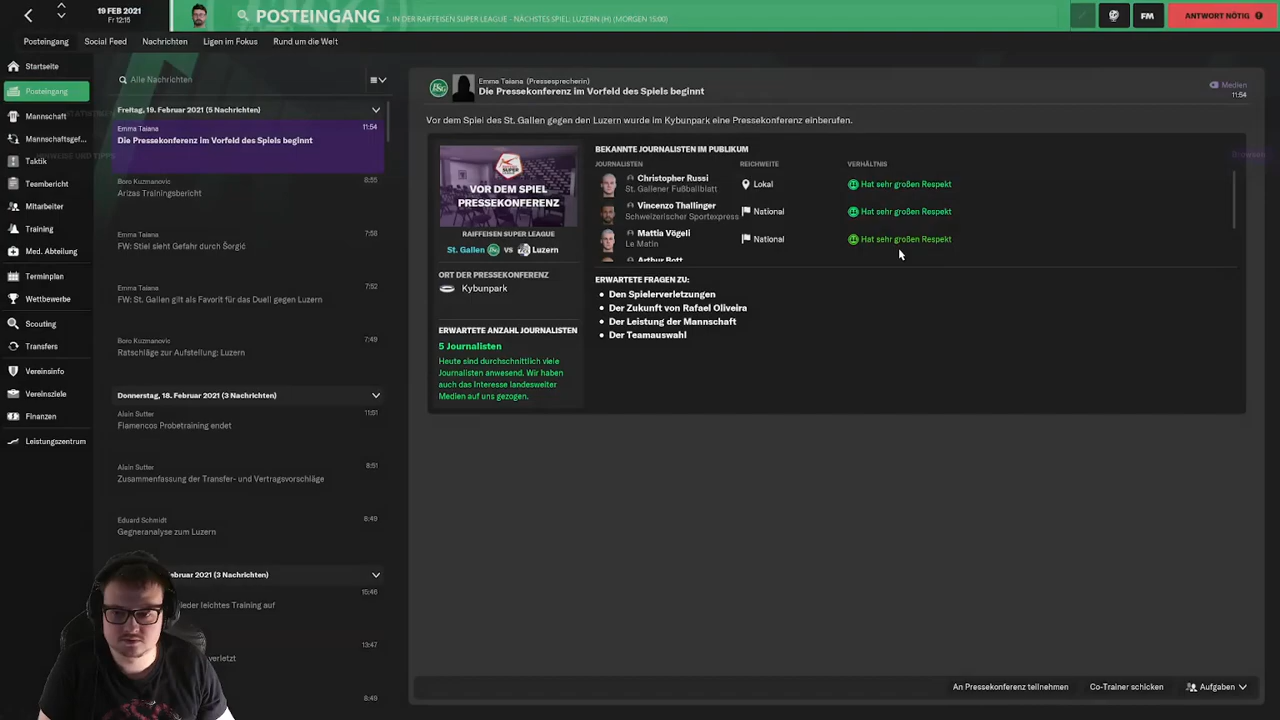 19 FEB 2021
Fr 12:15
POSTEINGANG
1. IN DER RAIFFEISEN SUPER LEAGUE - NÄCHSTES SPIEL: LUZERN (H) (MORGEN 15:00)
FM
ANTWORT NÖTIG
Posteingang
Social Feed
Nachrichten
Ligen im Fokus
Rund um die Welt
Startseite
Posteingang
Mannschaft
Mannschaftsgef...
Taktik
Teambericht
Mitarbeiter
Training
Med. Abteilung
Terminplan
Wettbewerbe
Scouting
Transfers
Vereinsinfo
Vereinsziele
Finanzen
Leistungszentrum
Alle Nachrichten
Freitag, 19. Februar 2021 (5 Nachrichten)
Emma Taiana 11:54
Die Pressekonferenz im Vorfeld des Spiels beginnt
Boro Kuzmanovic 8:55
Arizas Trainingsbericht
Emma Taiana 7:58
FW: Stiel sieht Gefahr durch Šorgić
Emma Taiana 7:52
FW: St. Gallen gilt als Favorit für das Duell gegen Luzern
Boro Kuzmanovic 7:49
Ratschläge zur Aufstellung: Luzern
Donnerstag, 18. Februar 2021 (3 Nachrichten)
Alain Sutter 11:01
Flamencos Probetraining endet
Alain Sutter 8:51
Zusammenfassung der Transfer- und Vertragsvorschläge
Eduard Schmidt 6:49
Gegneranalyse zum Luzern
ebruar 2021 (3 Nachrichten)
15:46
ieder leichtes Training auf
13:47
verletzt
8:49
Emma Taiana (Pressesprecherin)
Die Pressekonferenz im Vorfeld des Spiels beginnt
Medien
11:54
Vor dem Spiel des St. Gallen gegen den Luzern wurde im Kybunpark eine Pressekonferenz einberufen.
VOR DEM SPIEL
PRESSEKONFERENZ
RAIFFEISEN SUPER LEAGUE
St. Gallen vs Luzern
ORT DER PRESSEKONFERENZ
Kybunpark
ERWARTETE ANZAHL JOURNALISTEN
5 Journalisten
Heute sind durchschnittlich viele
Journalisten anwesend. Wir haben
auch das Interesse landesweiter
Medien auf uns gezogen.
BEKANNTE JOURNALISTEN IM PUBLIKUM
JOURNALISTEN REICHWEITE VERHÄLTNIS
Christopher Russi
St. Gallener Fußballblatt
Lokal
Hat sehr großen Respekt
Vincenzo Thallinger
Schweizerischer Sportexpress
National
Hat sehr großen Respekt
Mattia Vögeli
Le Matin
National
Hat sehr großen Respekt
Arthur Bott
ERWARTETE FRAGEN ZU:
Den Spielerverletzungen
Der Zukunft von Rafael Oliveira
Der Leistung der Mannschaft
Der Teamauswahl
An Pressekonferenz teilnehmen
Co-Trainer schicken
Aufgaben